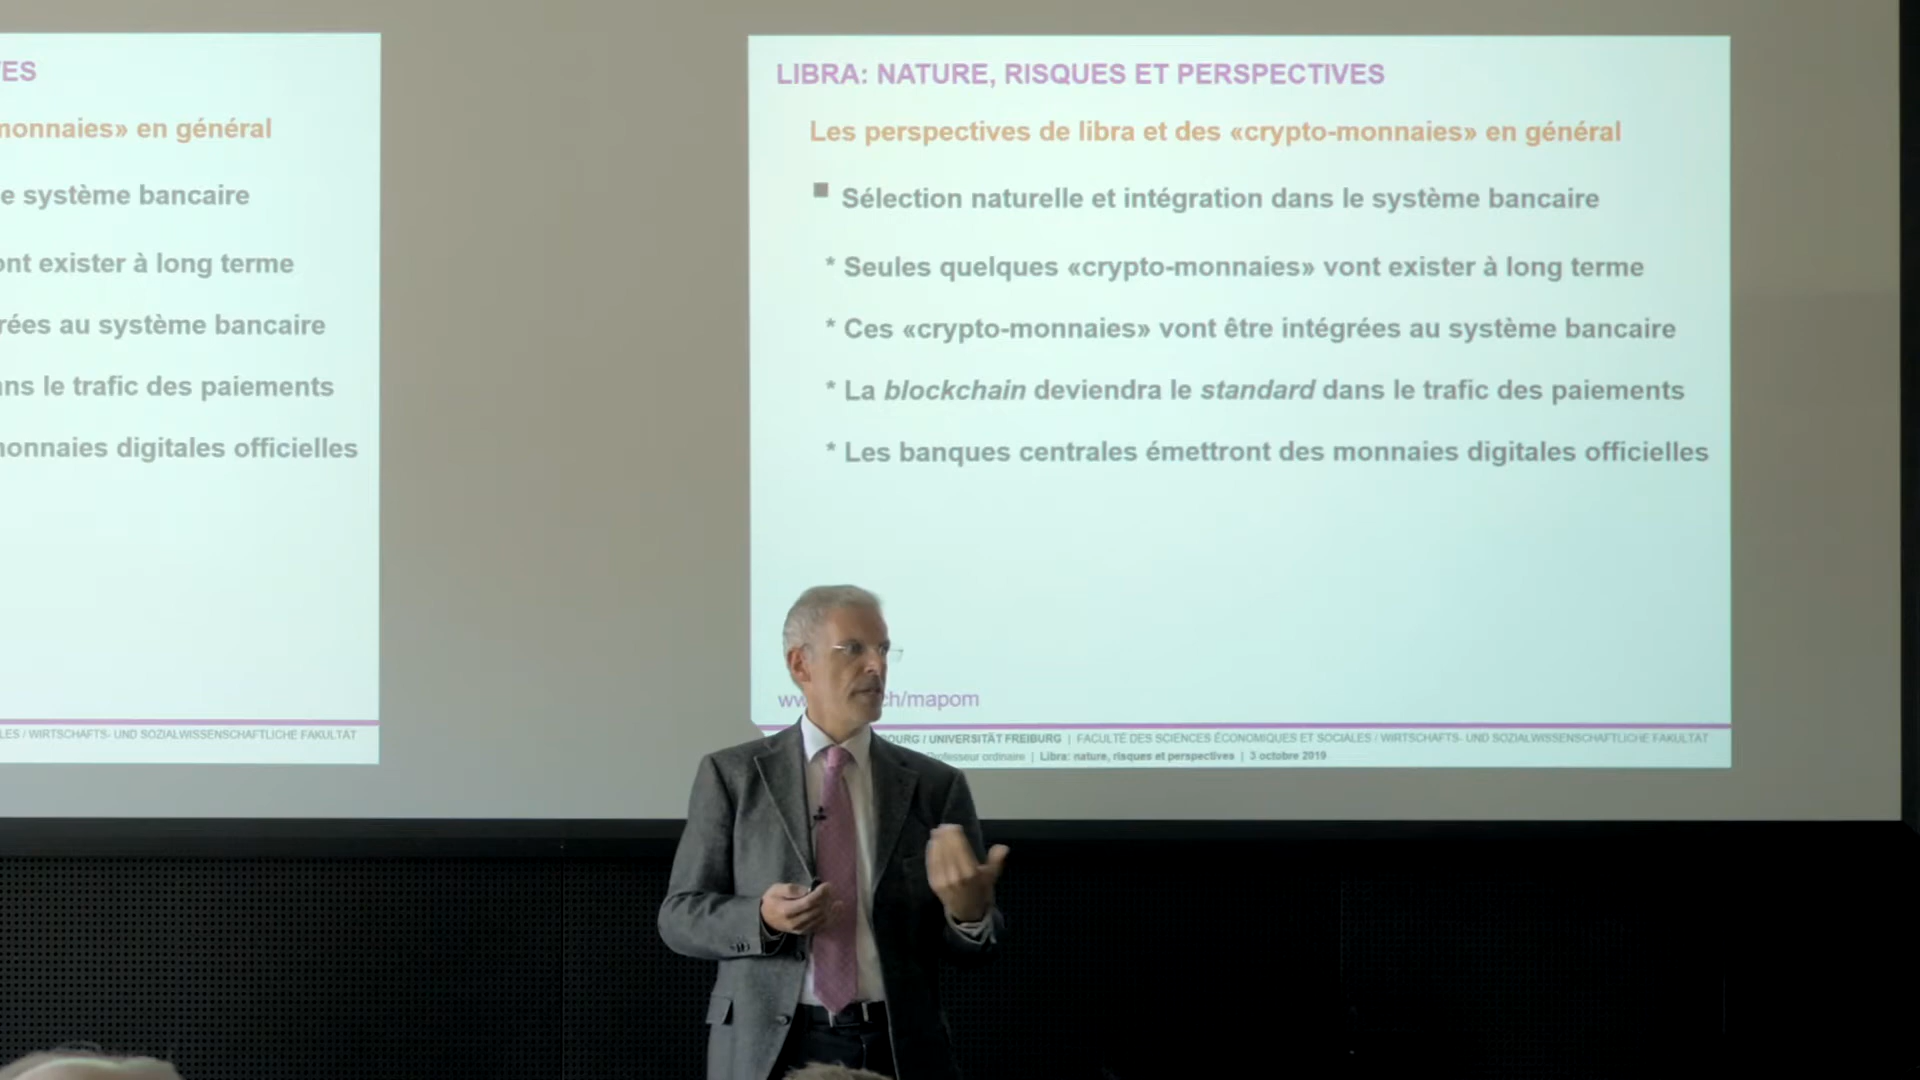 ES
monnaies» en général
e système bancaire
ont exister à long terme
rées au système bancaire
ans le trafic des paiements
monnaies digitales officielles
LES / WIRTSCHAFTS- UND SOZIALWISSENSCHAFTLICHE FAKULTÄT
LIBRA: NATURE, RISQUES ET PERSPECTIVES
Les perspectives de libra et des «crypto-monnaies» en général
▪ Sélection naturelle et intégration dans le système bancaire
* Seules quelques «crypto-monnaies» vont exister à long terme
* Ces «crypto-monnaies» vont être intégrées au système bancaire
* La blockchain deviendra le standard dans le trafic des paiements
* Les banques centrales émettront des monnaies digitales officielles
ch/mapom
BOURG / UNIVERSITÄT FREIBURG | FACULTÉ DES SCIENCES ÉCONOMIQUES ET SOCIALES / WIRTSCHAFTS- UND SOZIALWISSENSCHAFTLICHE FAKULTÄT
Professeur ordinaire | Libra: nature, risques et perspectives | 3 octobre 2019